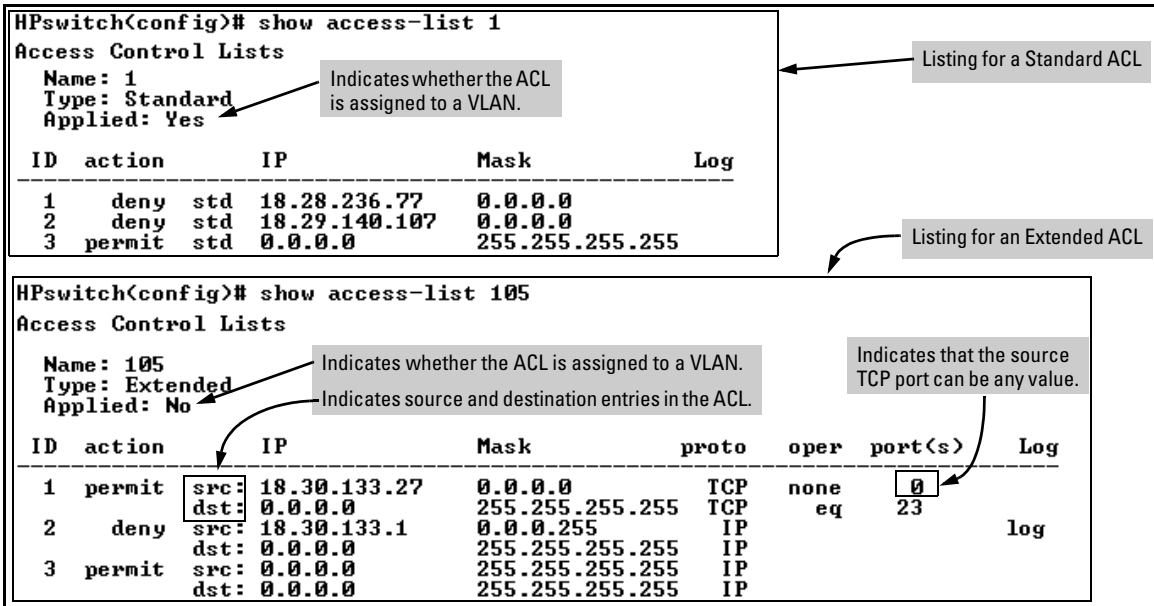 HPswitch(config)# show access-list 1
Access Control Lists
Name: 1
Type: Standard
Applied: Yes
Indicates whether the ACL
is assigned to a VLAN.
Listing for a Standard ACL
ID action IP Mask Log
1 deny std 18.28.236.77 0.0.0.0
2 deny std 18.29.140.107 0.0.0.0
3 permit std 0.0.0.0 255.255.255.255
Listing for an Extended ACL
HPswitch(config)# show access-list 105
Access Control Lists
Name: 105
Type: Extended
Applied: No
Indicates whether the ACL is assigned to a VLAN.
Indicates source and destination entries in the ACL.
Indicates that the source
TCP port can be any value.
ID action IP Mask proto oper port(s) Log
1 permit src: 18.30.133.27 0.0.0.0 TCP none 0
dst: 0.0.0.0 255.255.255.255 TCP eq 23
2 deny src: 18.30.133.1 0.0.0.255 IP log
dst: 0.0.0.0 255.255.255.255 IP
3 permit src: 0.0.0.0 255.255.255.255 IP
dst: 0.0.0.0 255.255.255.255 IP